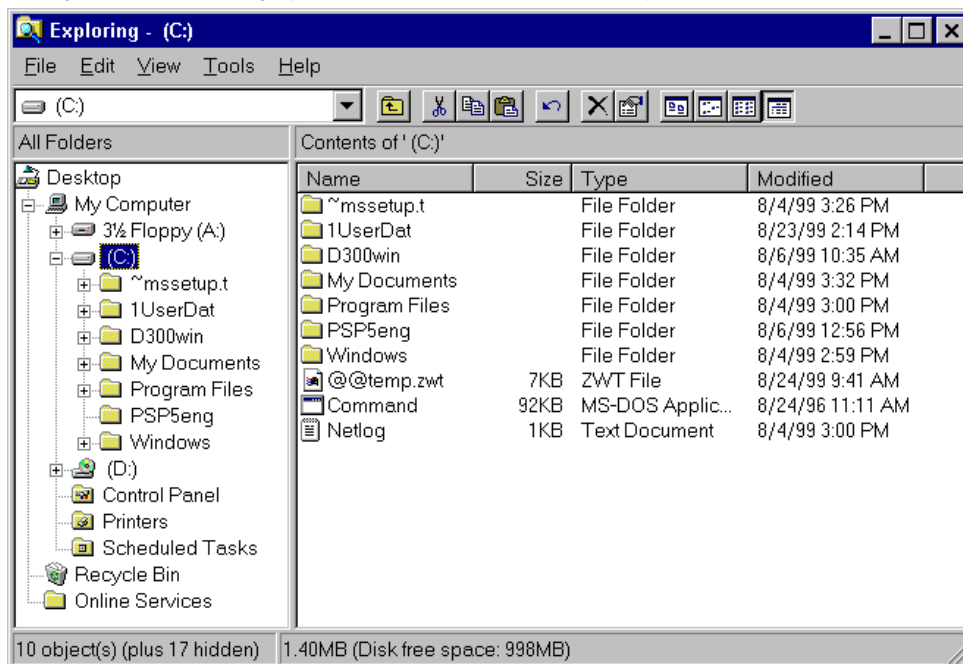 Exploring - (C:)
File Edit View Tools Help
(C:)
All Folders
Contents of ' (C:)'
Desktop
My Computer
3½ Floppy (A:)
(C:)
~mssetup.t
1UserDat
D300win
My Documents
Program Files
PSP5eng
Windows
(D:)
Control Panel
Printers
Scheduled Tasks
Recycle Bin
Online Services
Name Size Type Modified
~mssetup.t File Folder 8/4/99 3:26 PM
1UserDat File Folder 8/23/99 2:14 PM
D300win File Folder 8/6/99 10:35 AM
My Documents File Folder 8/4/99 3:32 PM
Program Files File Folder 8/4/99 3:00 PM
PSP5eng File Folder 8/6/99 12:56 PM
Windows File Folder 8/4/99 2:59 PM
@@temp.zwt 7KB ZWT File 8/24/99 9:41 AM
Command 92KB MS-DOS Applic... 8/24/96 11:11 AM
Netlog 1KB Text Document 8/4/99 3:00 PM
10 object(s) (plus 17 hidden) 1.40MB (Disk free space: 998MB)